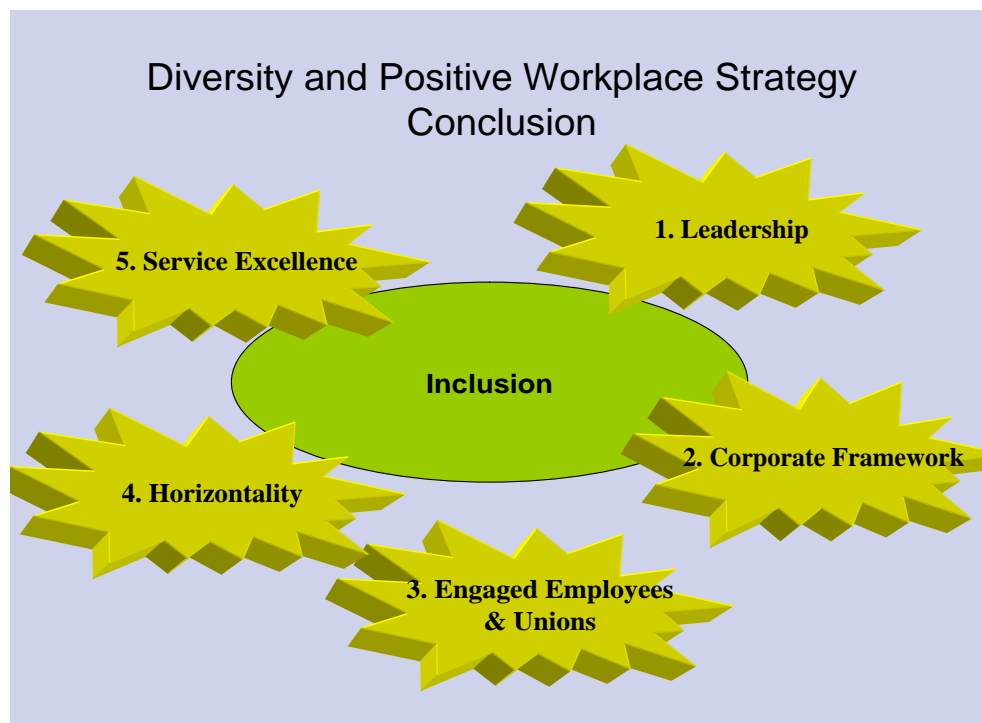 Diversity and Positive Workplace Strategy
Conclusion
1. Leadership
5. Service Excellence
Inclusion
2. Corporate Framework
4. Horizontality
3. Engaged Employees
& Unions